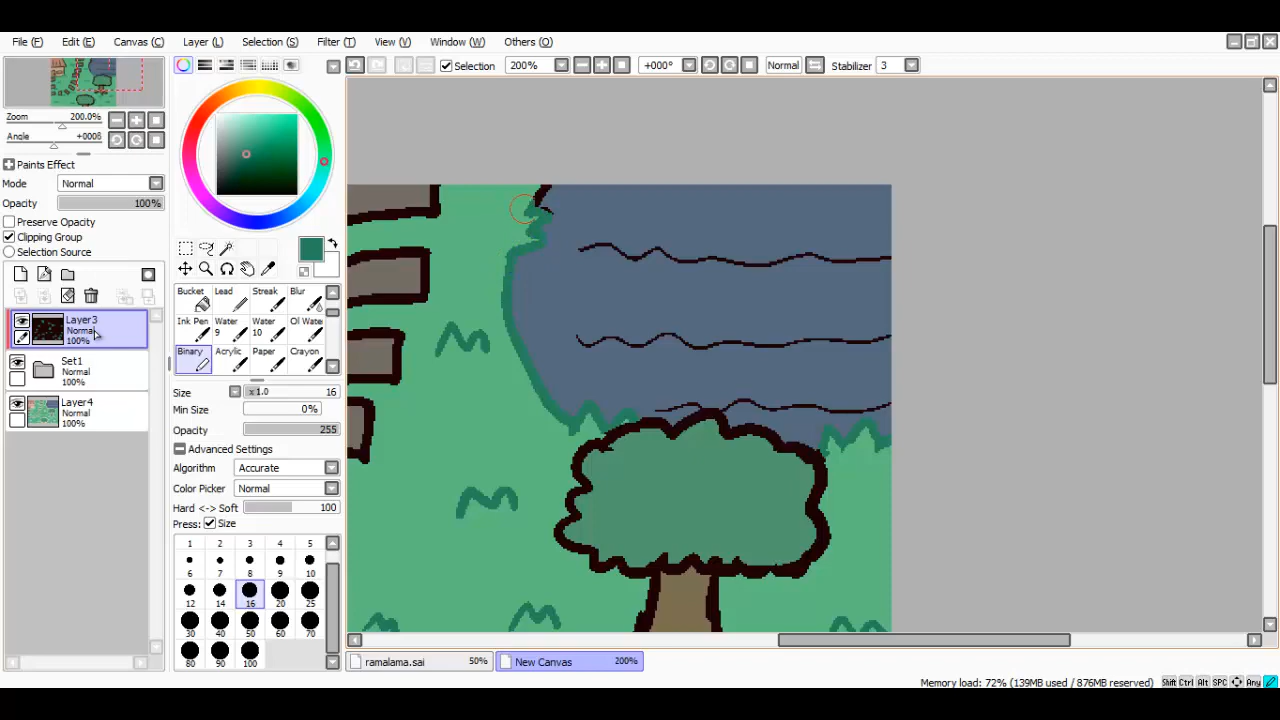 File (F) Edit (E) Canvas (C) Layer (L) Selection (S) Filter (T) View (V) Window (W) Others (O)
Selection 200% +000° Normal Stabilizer 3
Zoom 200.0%
Angle +0006
Paints Effect
Mode Normal
Opacity 100%
Preserve Opacity
Clipping Group
Selection Source
Layer3
Normal
100%
Set1
Normal
100%
Layer4
Normal
100%
Bucket Lead Streak Blur
Ink Pen Water 9 Water 10 Oil Water
Binary Acrylic Paper Crayon
Size x1.0 16
Min Size 0%
Opacity 255
Advanced Settings
Algorithm Accurate
Color Picker Normal
Hard <-> Soft 100
Press: Size
1 2 3 4 5
6 7 8 9 10
12 14 16 20 25
30 40 50 60 70
80 90 100
ramalama.sai 50% New Canvas 200%
Memory load: 72% (139MB used / 876MB reserved) Shift Ctrl Alt SPC Any